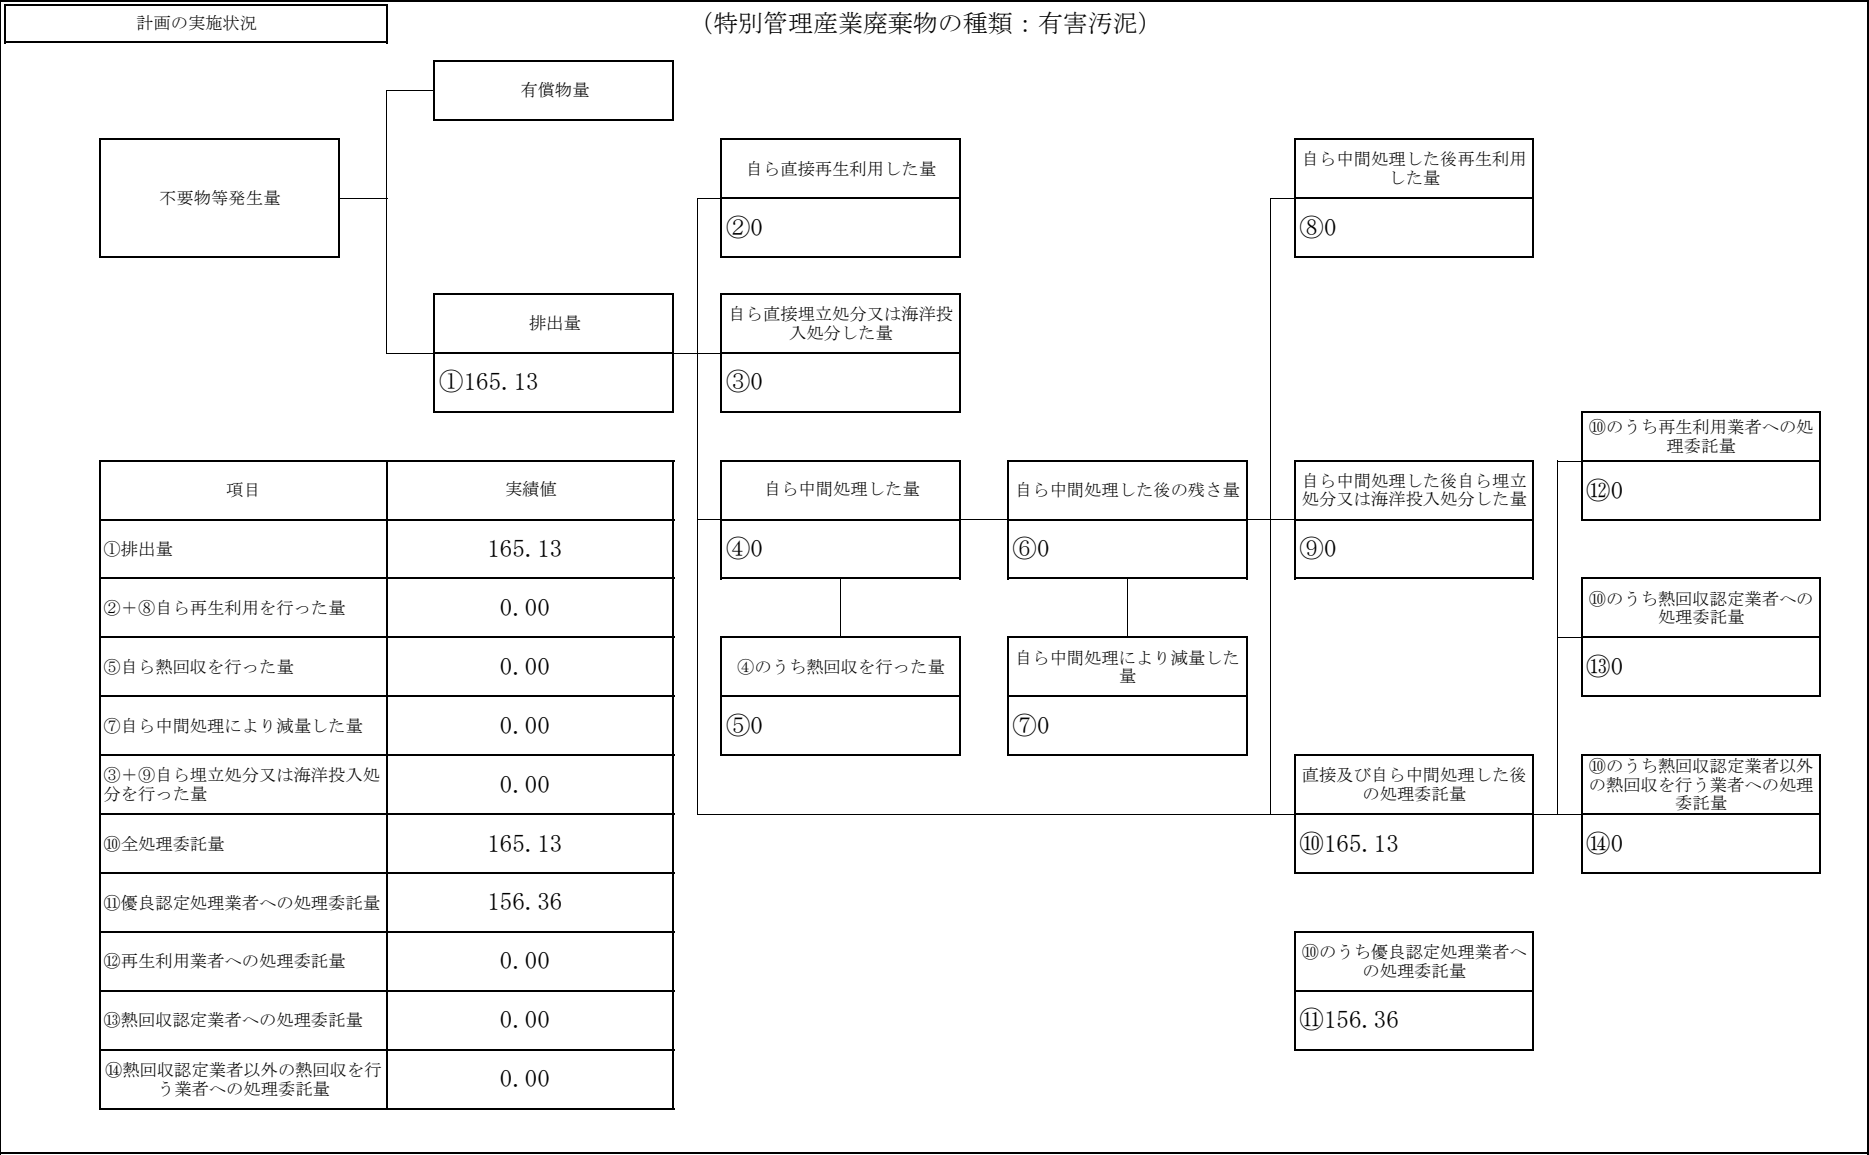 計画の実施状況
（特別管理産業廃棄物の種類：有害汚泥）
有償物量
不要物等発生量
自ら直接再生利用した量
②0
自ら中間処理した後再生利用
した量
⑧0
排出量
①165.13
自ら直接埋立処分又は海洋投
入処分した量
③0
⑩のうち再生利用業者への処
理委託量
⑫0
自ら中間処理した量
④0
自ら中間処理した後の残さ量
⑥0
自ら中間処理した後自ら埋立
処分又は海洋投入処分した量
⑨0
⑩のうち熱回収認定業者への
処理委託量
⑬0
④のうち熱回収を行った量
⑤0
自ら中間処理により減量した
量
⑦0
直接及び自ら中間処理した後
の処理委託量
⑩165.13
⑩のうち熱回収認定業者以外
の熱回収を行う業者への処理
委託量
⑭0
⑩のうち優良認定処理業者へ
の処理委託量
⑪156.36
項目 実績値
①排出量 165.13
②＋⑧自ら再生利用を行った量 0.00
⑤自ら熱回収を行った量 0.00
⑦自ら中間処理により減量した量 0.00
③＋⑨自ら埋立処分又は海洋投入処
分を行った量 0.00
⑩全処理委託量 165.13
⑪優良認定処理業者への処理委託量 156.36
⑫再生利用業者への処理委託量 0.00
⑬熱回収認定業者への処理委託量 0.00
⑭熱回収認定業者以外の熱回収を行
う業者への処理委託量 0.00